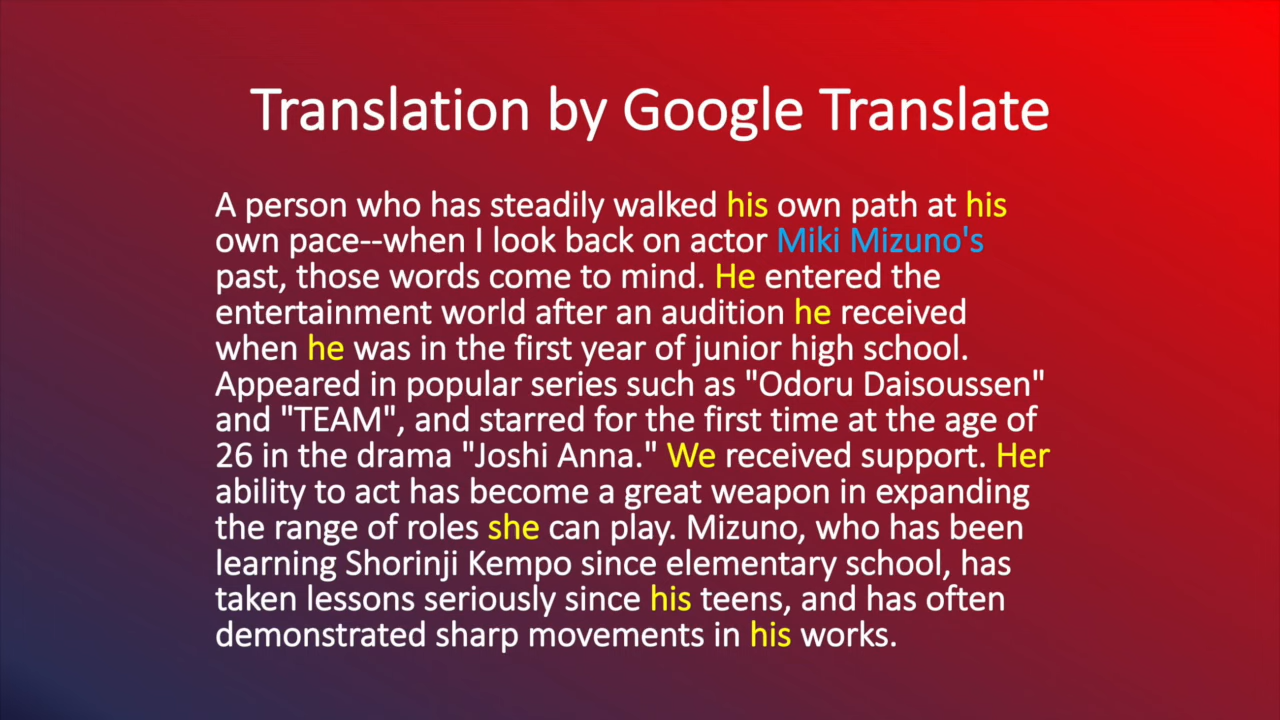 Translation by Google Translate
A person who has steadily walked his own path at his
own pace--when I look back on actor Miki Mizuno's
past, those words come to mind. He entered the
entertainment world after an audition he received
when he was in the first year of junior high school.
Appeared in popular series such as "Odoru Daisoussen"
and "TEAM", and starred for the first time at the age of
26 in the drama "Joshi Anna." We received support. Her
ability to act has become a great weapon in expanding
the range of roles she can play. Mizuno, who has been
learning Shorinji Kempo since elementary school, has
taken lessons seriously since his teens, and has often
demonstrated sharp movements in his works.